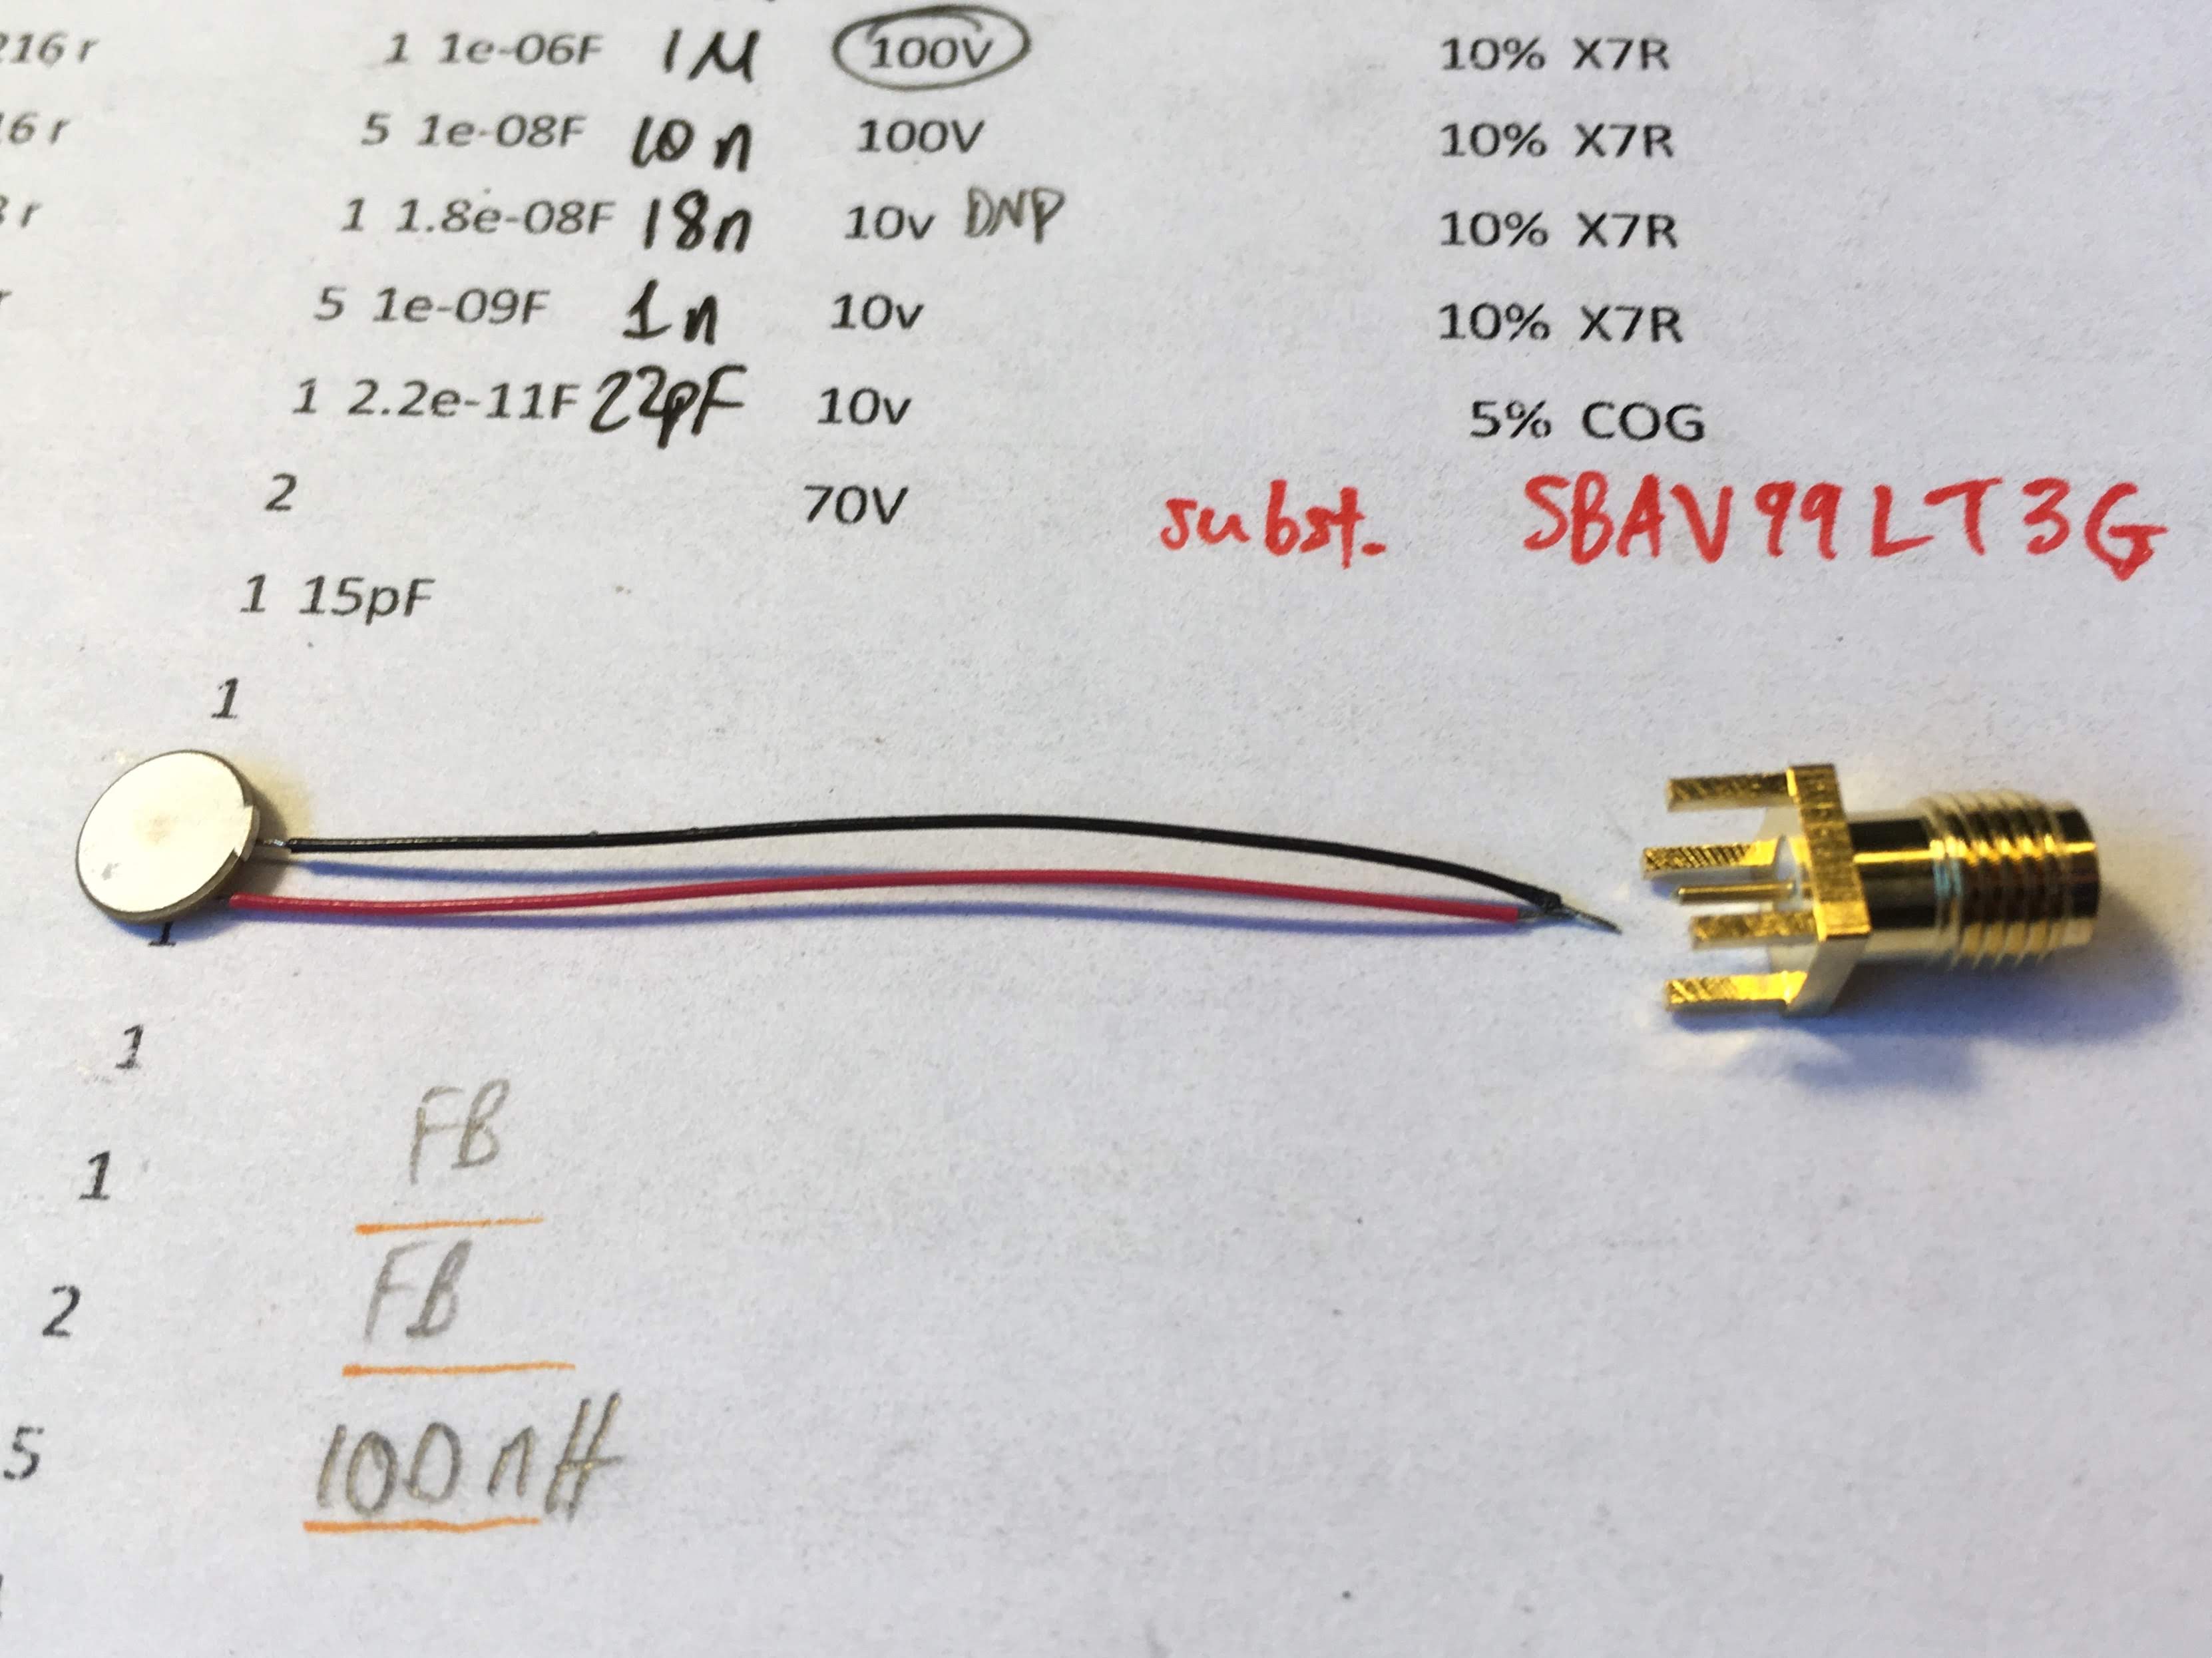 216 r 1 1e-06F 1M 100V 10% X7R
16 r 5 1e-08F 10n 100V 10% X7R
8 r 1 1.8e-08F 18n 10v DNP 10% X7R
r 5 1e-09F 1n 10v 10% X7R
1 2.2e-11F 22pF 10v 5% COG
2 70V subst. SBAV99LT3G
1 15pF
1
1
1
1 FB
2 FB
5 100nH